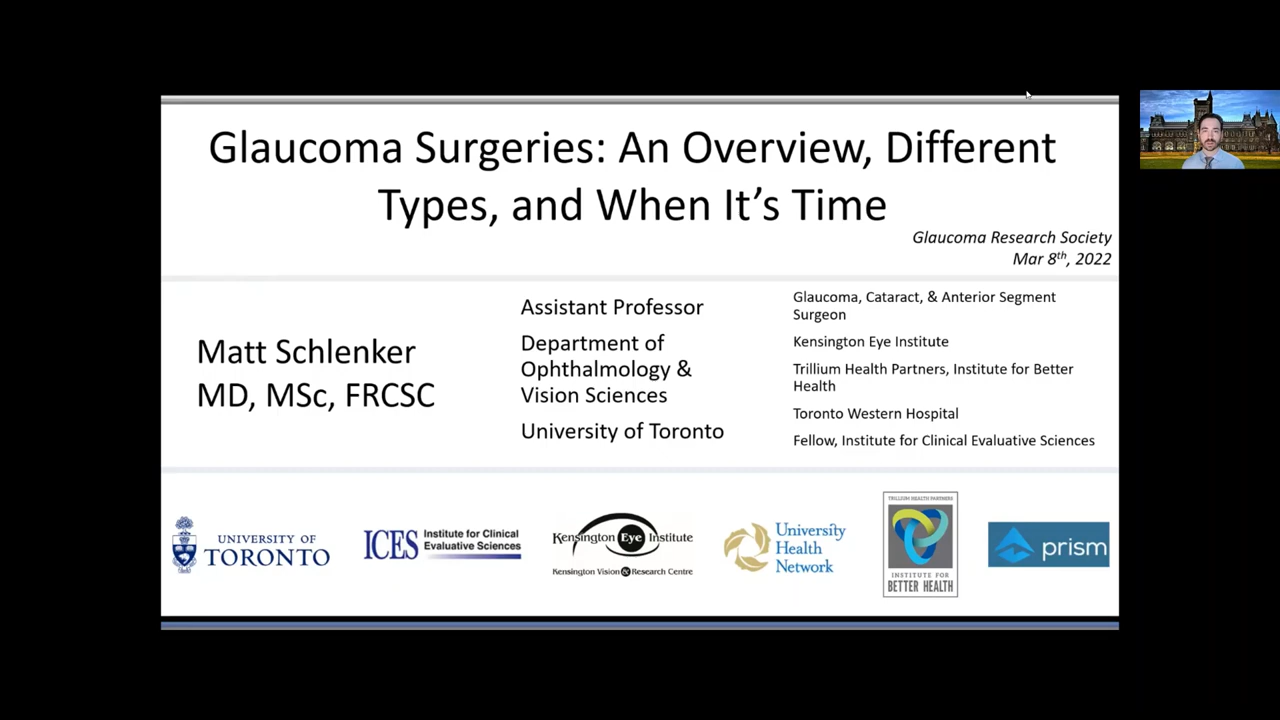 Glaucoma Surgeries: An Overview, Different
Types, and When It’s Time
Glaucoma Research Society
Mar 8th, 2022
Matt Schlenker
MD, MSc, FRCSC
Assistant Professor
Department of
Ophthalmology &
Vision Sciences
University of Toronto
Glaucoma, Cataract, & Anterior Segment
Surgeon
Kensington Eye Institute
Trillium Health Partners, Institute for Better
Health
Toronto Western Hospital
Fellow, Institute for Clinical Evaluative Sciences
UNIVERSITY OF
TORONTO
ICES Institute for Clinical
Evaluative Sciences
Kensington Eye Institute
Kensington Vision & Research Centre
University
Health
Network
TRILLIUM HEALTH PARTNERS
INSTITUTE FOR
BETTER HEALTH
prism